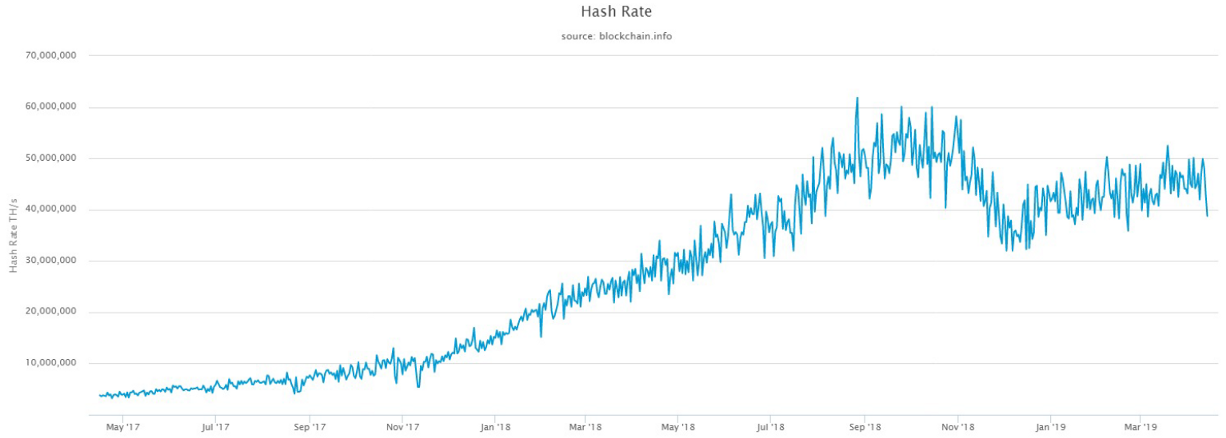 Hash Rate
source: blockchain.info
70,000,000
60,000,000
50,000,000
40,000,000
30,000,000
20,000,000
10,000,000
Hash Rate TH/s
May '17 Jul '17 Sep '17 Nov '17 Jan '18 Mar '18 May '18 Jul '18 Sep '18 Nov '18 Jan '19 Mar '19